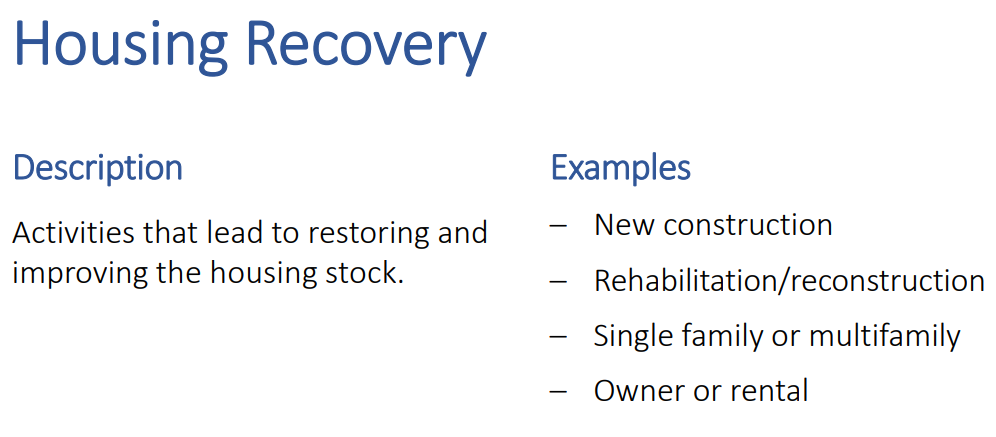 Housing Recovery
Description
Activities that lead to restoring and
improving the housing stock.
Examples
– New construction
– Rehabilitation/reconstruction
– Single family or multifamily
– Owner or rental